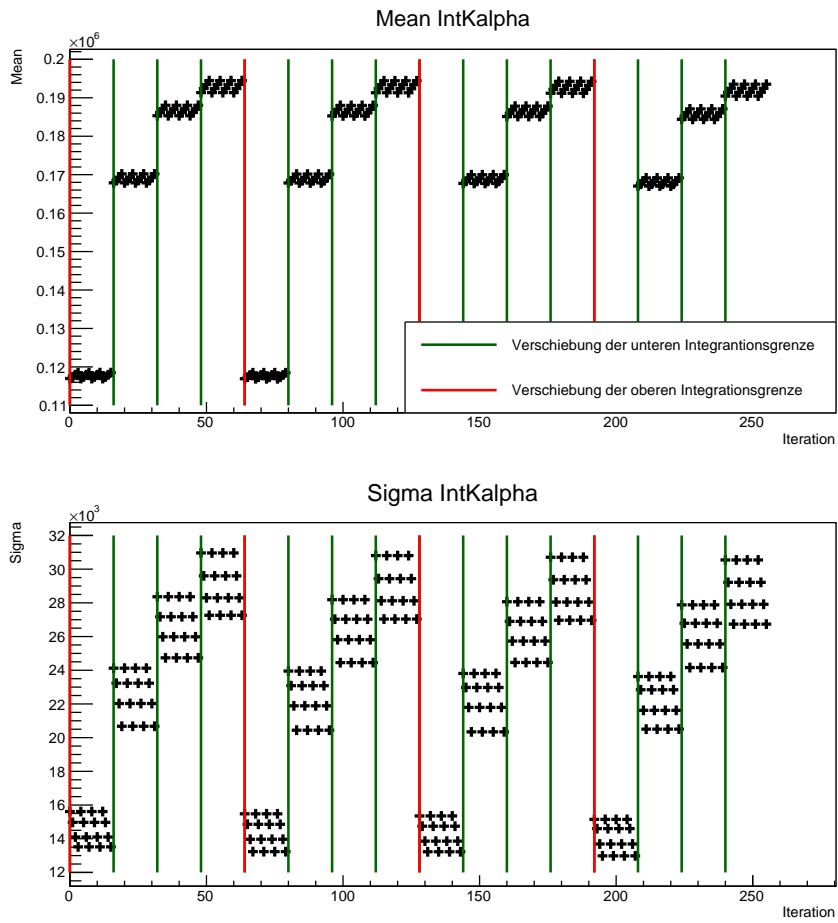 Mean IntKalpha
×10⁶
Mean
0.2
0.19
0.18
0.17
0.16
0.15
0.14
0.13
0.12
0.11
Verschiebung der unteren Integrantionsgrenze
Verschiebung der oberen Integrationsgrenze
0 50 100 150 200 250
Iteration
Sigma IntKalpha
×10³
Sigma
32
30
28
26
24
22
20
18
16
14
12
0 50 100 150 200 250
Iteration